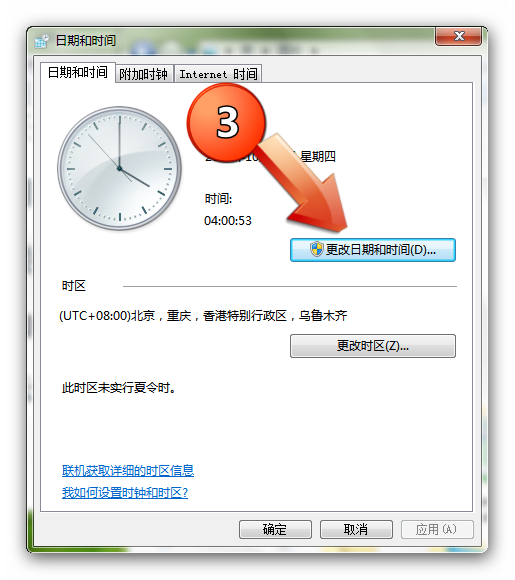 日期和时间
日期和时间 附加时钟 Internet 时间
3
星期四
时间:
04:00:53
更改日期和时间(D)...
时区
(UTC+08:00)北京，重庆，香港特别行政区，乌鲁木齐
更改时区(Z)...
此时区未实行夏令时。
联机获取详细的时区信息
我如何设置时钟和时区?
确定 取消 应用(A)